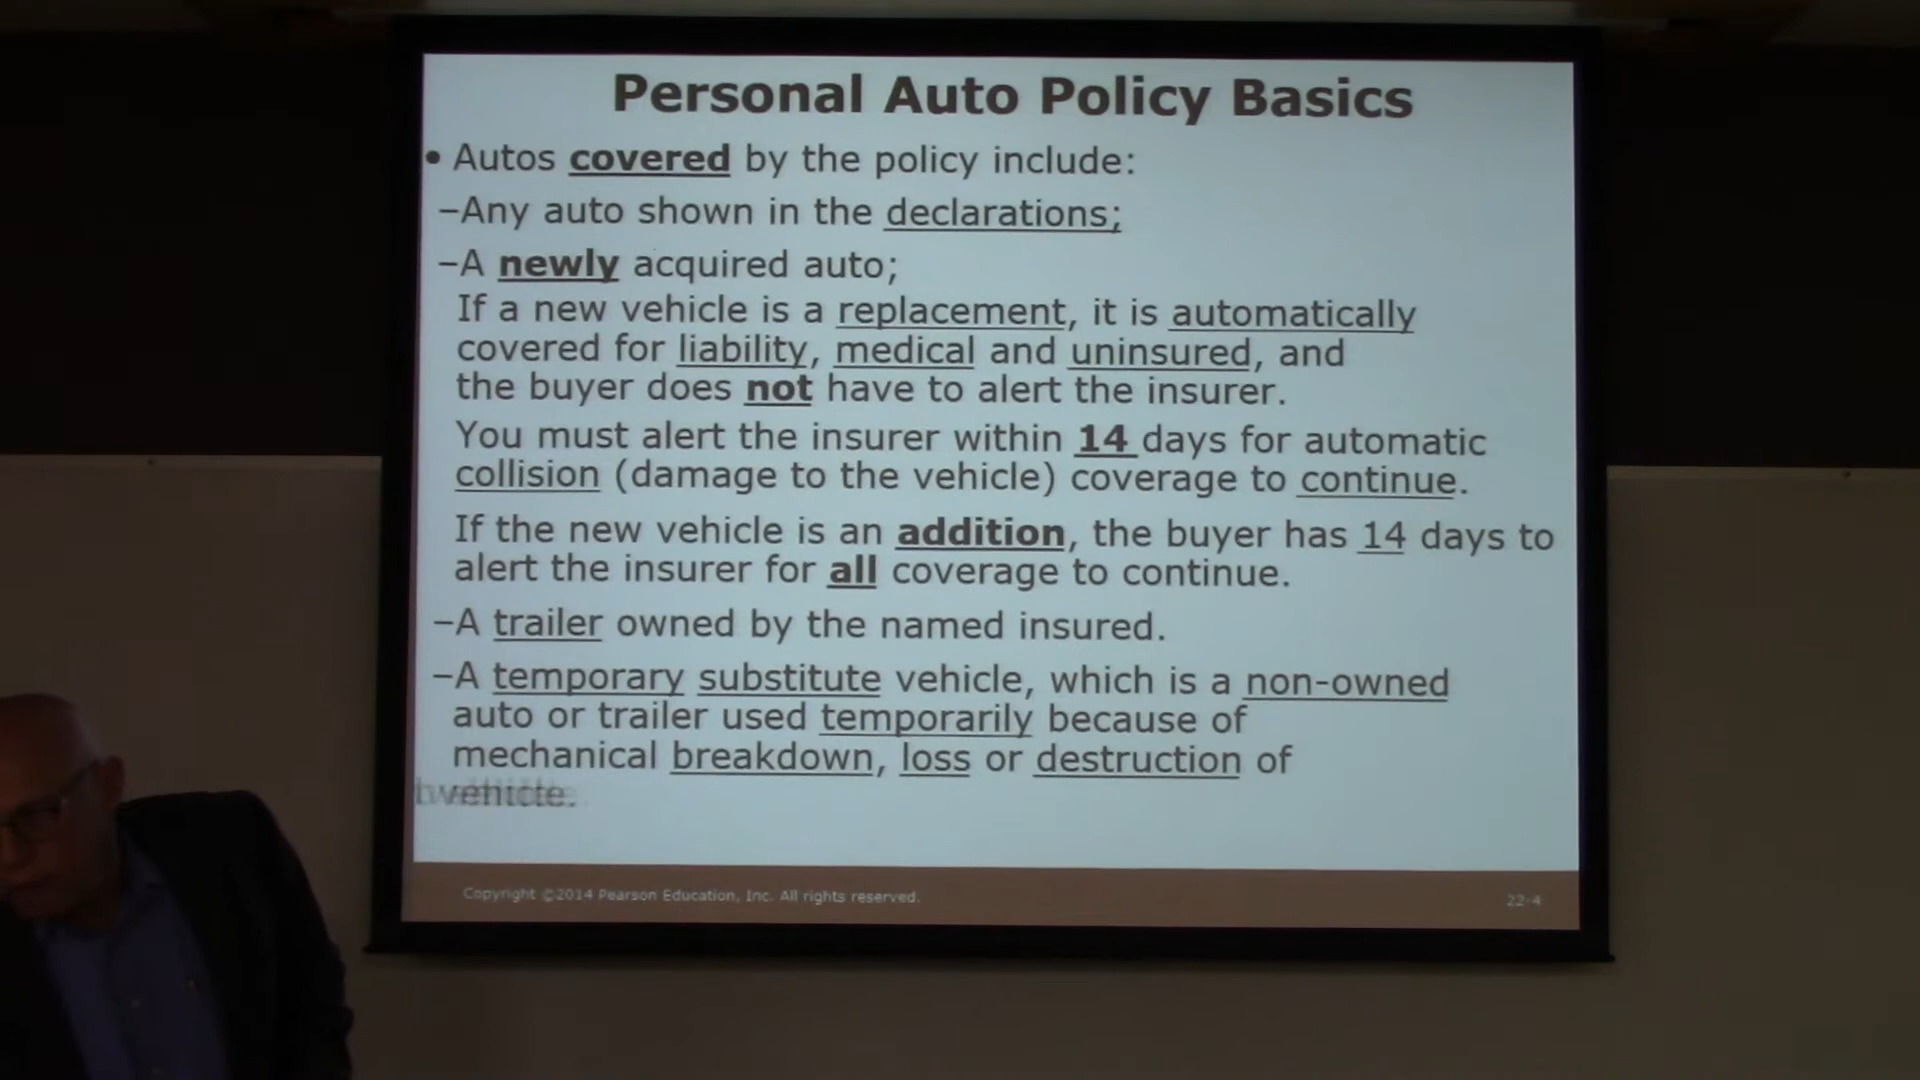 Personal Auto Policy Basics
• Autos covered by the policy include:
–Any auto shown in the declarations;
–A newly acquired auto;
If a new vehicle is a replacement, it is automatically
covered for liability, medical and uninsured, and
the buyer does not have to alert the insurer.
You must alert the insurer within 14 days for automatic
collision (damage to the vehicle) coverage to continue.
If the new vehicle is an addition, the buyer has 14 days to
alert the insurer for all coverage to continue.
–A trailer owned by the named insured.
–A temporary substitute vehicle, which is a non-owned
auto or trailer used temporarily because of
mechanical breakdown, loss or destruction of
vehicle.
Copyright ©2014 Pearson Education, Inc. All rights reserved.
22-4